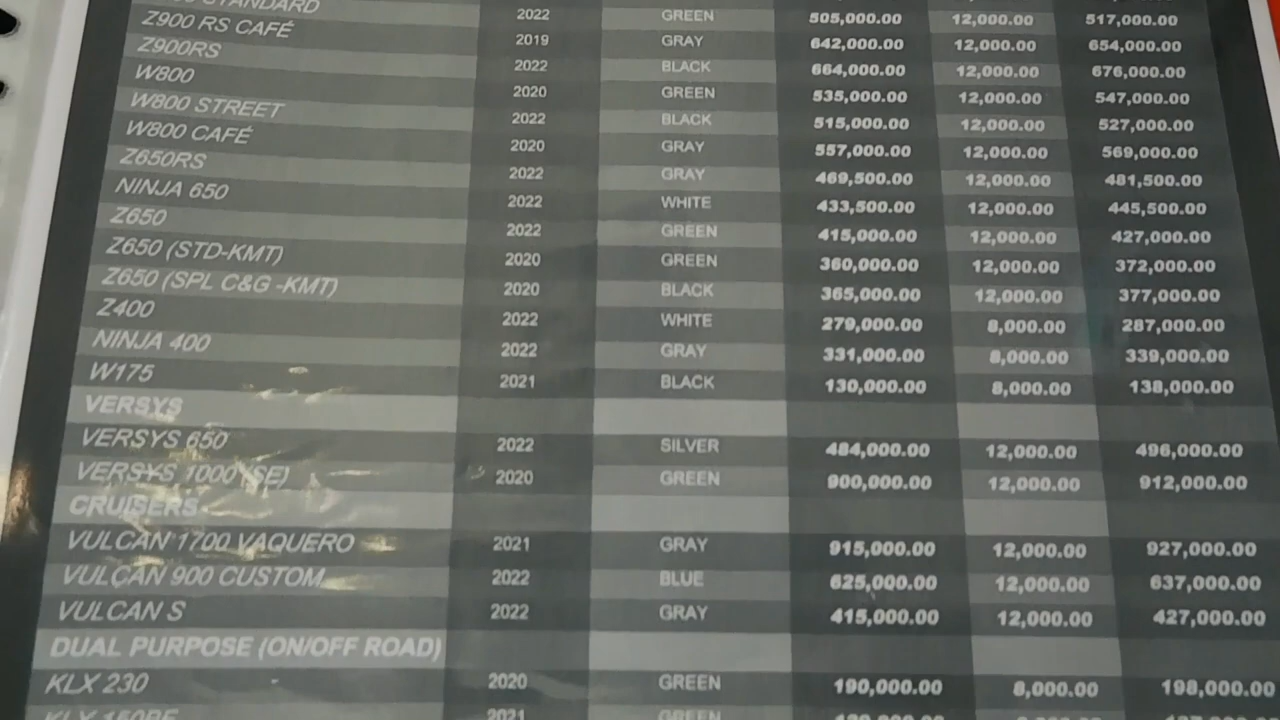 STANDARD 2022 GREEN 505,000.00 12,000.00 517,000.00
Z900 RS CAFÉ 2019 GRAY 642,000.00 12,000.00 654,000.00
Z900RS 2022 BLACK 664,000.00 12,000.00 676,000.00
W800 2020 GREEN 535,000.00 12,000.00 547,000.00
W800 STREET 2022 BLACK 515,000.00 12,000.00 527,000.00
W800 CAFÉ 2020 GRAY 557,000.00 12,000.00 569,000.00
Z650RS 2022 GRAY 469,500.00 12,000.00 481,500.00
NINJA 650 2022 WHITE 433,500.00 12,000.00 445,500.00
Z650 2022 GREEN 415,000.00 12,000.00 427,000.00
Z650 (STD-KMT) 2020 GREEN 360,000.00 12,000.00 372,000.00
Z650 (SPL C&G -KMT) 2020 BLACK 365,000.00 12,000.00 377,000.00
Z400 2022 WHITE 279,000.00 8,000.00 287,000.00
NINJA 400 2022 GRAY 331,000.00 8,000.00 339,000.00
W175 2021 BLACK 130,000.00 8,000.00 138,000.00
VERSYS
VERSYS 650 2022 SILVER 484,000.00 12,000.00 496,000.00
VERSYS 1000 (SE) 2020 GREEN 900,000.00 12,000.00 912,000.00
CRUISERS
VULCAN 1700 VAQUERO 2021 GRAY 915,000.00 12,000.00 927,000.00
VULCAN 900 CUSTOM 2022 BLUE 625,000.00 12,000.00 637,000.00
VULCAN S 2022 GRAY 415,000.00 12,000.00 427,000.00
DUAL PURPOSE (ON/OFF ROAD)
KLX 230 2020 GREEN 190,000.00 8,000.00 198,000.00
KLX 2021 GREEN